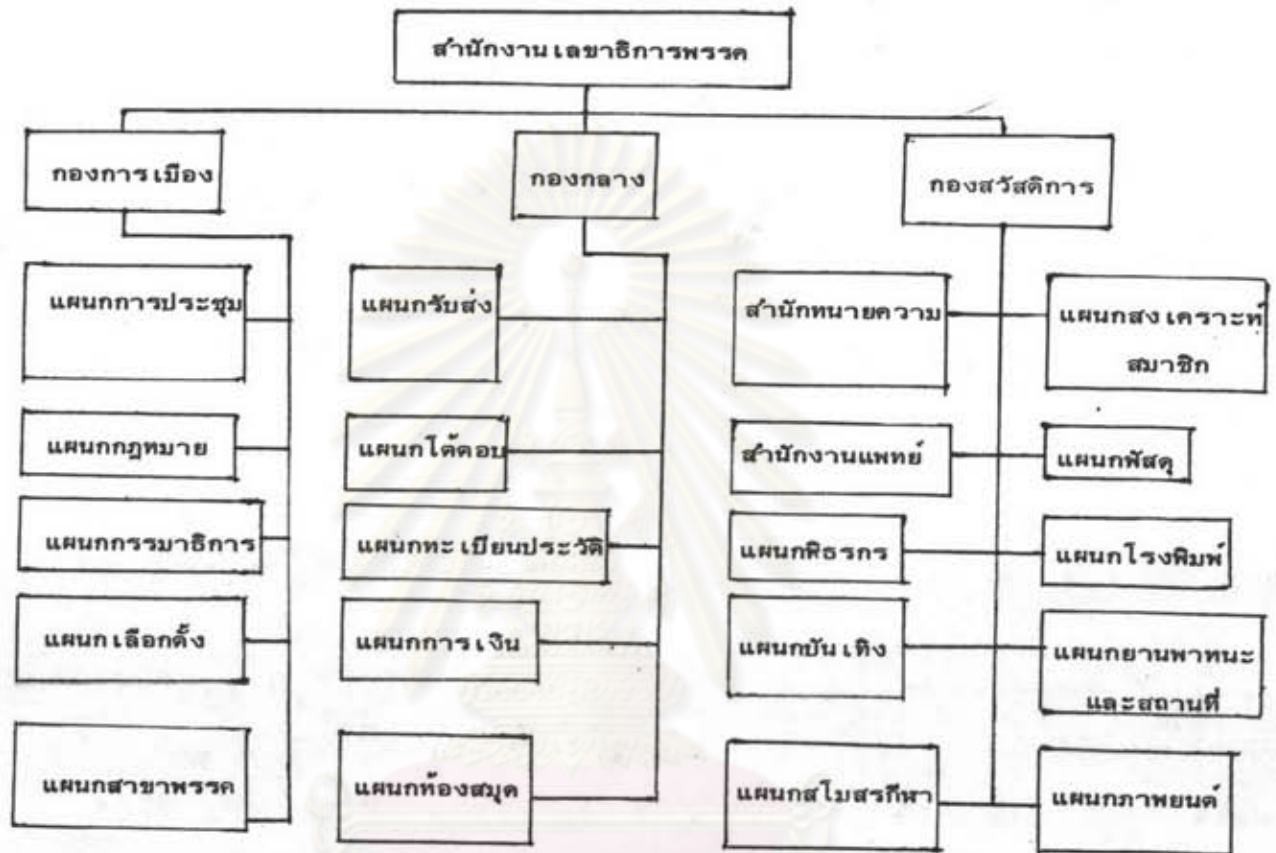 สำนักงานเลขาธิการพรรค
กองการเมือง
กองกลาง
กองสวัสดิการ
แผนกการประชุม
แผนกกฎหมาย
แผนกกรรมาธิการ
แผนกเลือกตั้ง
แผนกสาขาพรรค
แผนกรับส่ง
แผนกโต้ตอบ
แผนกทะเบียนประวัติ
แผนกการเงิน
แผนกห้องสมุด
สำนักทนายความ
สำนักงานแพทย์
แผนกพิธรกร
แผนกบันเทิง
แผนกสโมสรกีฬา
แผนกสงเคราะห์
สมาชิก
แผนกพัสดุ
แผนกโรงพิมพ์
แผนกยานพาหนะ
และสถานที่
แผนกภาพยนต์